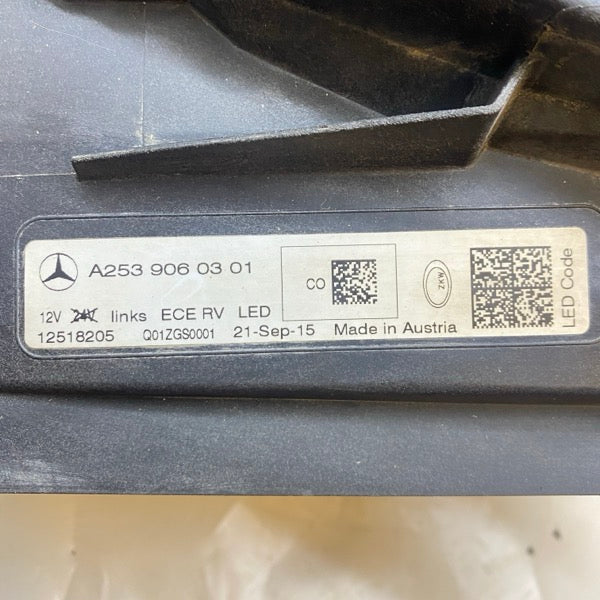 A253 906 03 01
8
ZKW
12V 24V links ECE RV LED
12518205 Q01ZGS0001 21-Sep-15 Made in Austria
LED Code